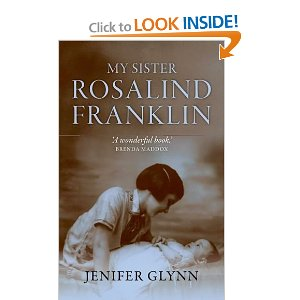 Click to LOOK INSIDE!
MY SISTER
ROSALIND
FRANKLIN
'A wonderful book.'
BRENDA MADDOX
JENIFER GLYNN